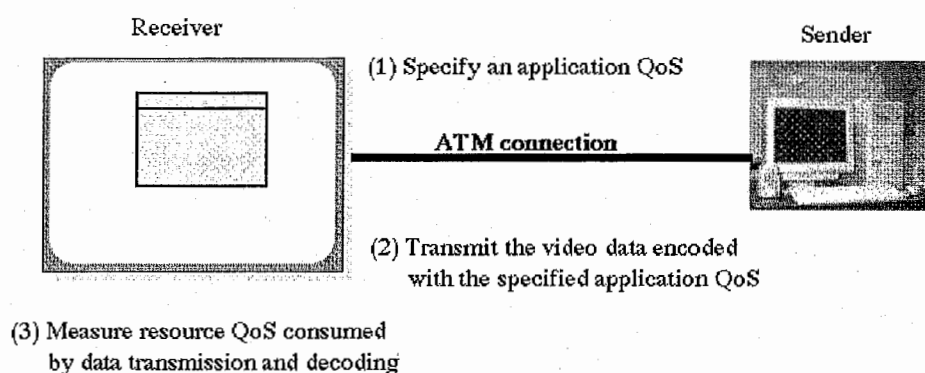 Receiver
Sender
(1) Specify an application QoS
ATM connection
(2) Transmit the video data encoded
with the specified application QoS
(3) Measure resource QoS consumed
by data transmission and decoding